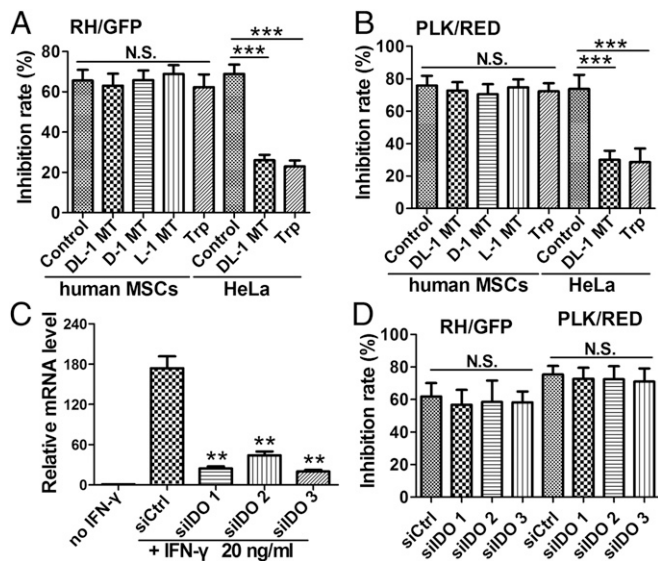 A
RH/GFP
Inhibition rate (%)
80
60
40
20
0
N.S.
***
***
Control
DL-1 MT
D-1 MT
L-1 MT
Trp
Control
DL-1 MT
Trp
human MSCs
HeLa
B
PLK/RED
Inhibition rate (%)
100
80
60
40
20
0
N.S.
***
***
Control
DL-1 MT
D-1 MT
L-1 MT
Trp
Control
DL-1 MT
Trp
human MSCs
HeLa
C
Relative mRNA level
240
180
120
60
0
**
**
**
no IFN-γ
siCtrl
siIDO 1
siIDO 2
siIDO 3
+ IFN-γ 20 ng/ml
D
RH/GFP
PLK/RED
Inhibition rate (%)
100
80
60
40
20
0
N.S.
N.S.
siCtrl
siIDO 1
siIDO 2
siIDO 3
siCtrl
siIDO 1
siIDO 2
siIDO 3